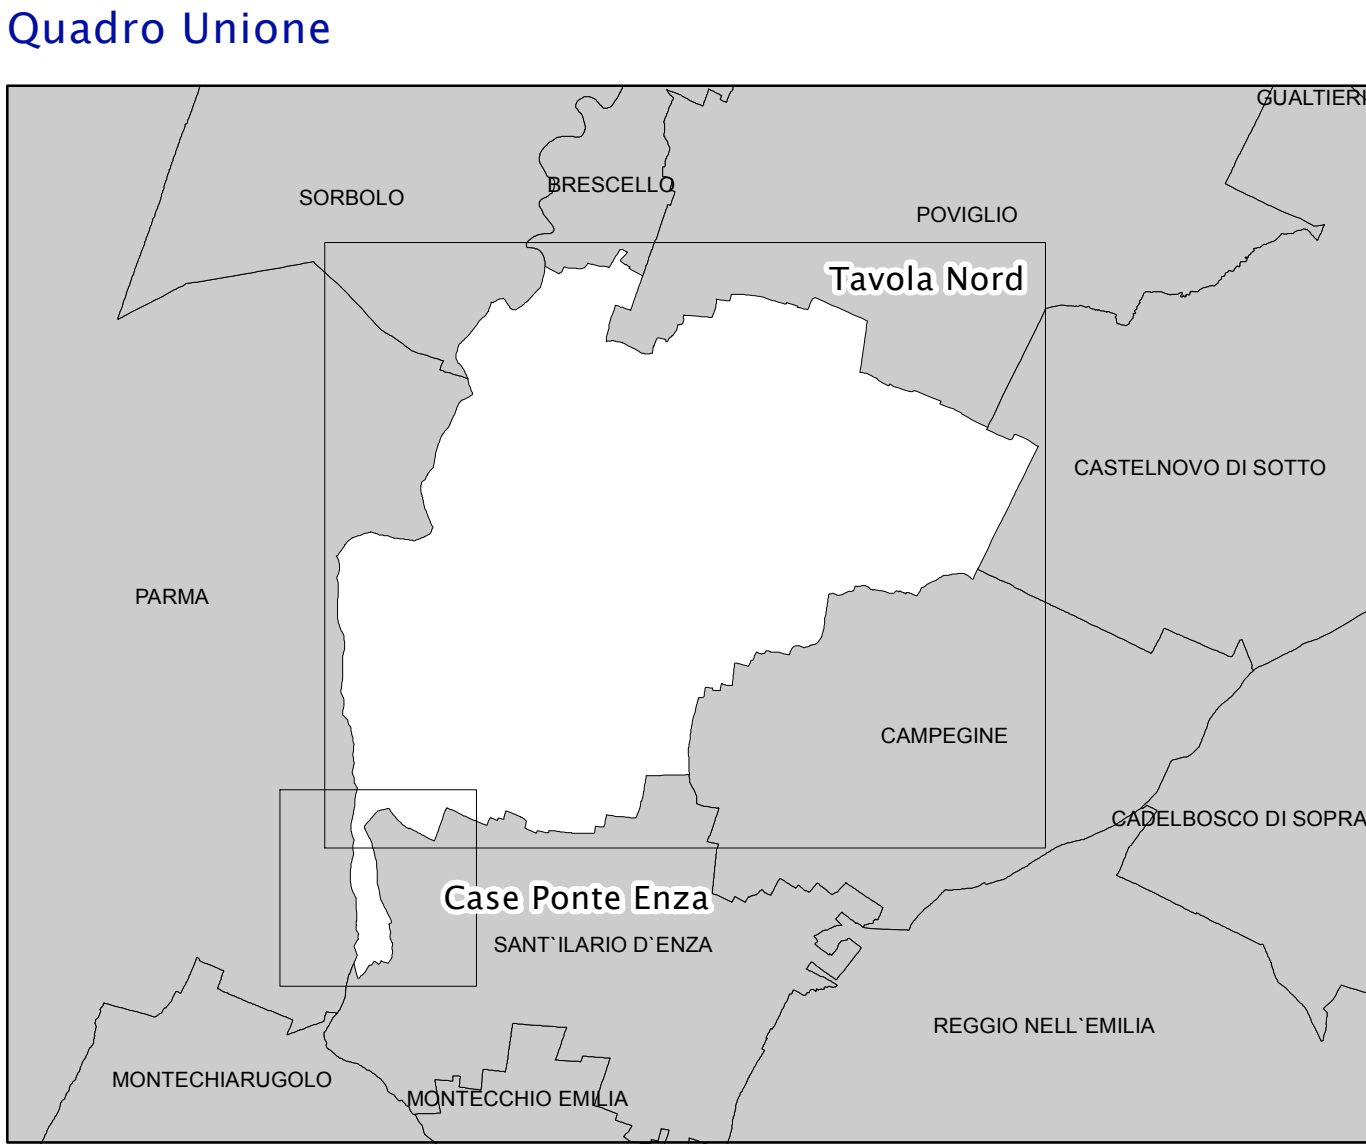 Quadro Unione
GUALTIERI
BRESCELLO
SORBOLO
POVIGLIO
Tavola Nord
CASTELNOVO DI SOTTO
PARMA
CAMPEGINE
CADELBOSCO DI SOPRA
Case Ponte Enza
SANT`ILARIO D`ENZA
REGGIO NELL`EMILIA
MONTECHIARUGOLO
MONTECCHIO EMILIA